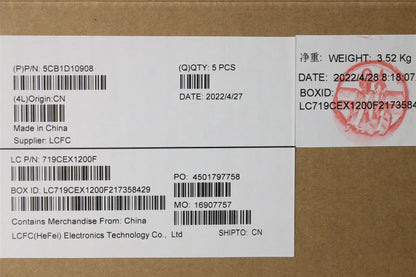 (P)P/N: 5CB1D10908
(Q)QTY: 5 PCS
(4L)Origin:CN
DATE: 2022/4/27
Made in China
Supplier: LCFC
LC P/N: 719CEX1200F
PO: 4501797758
BOX ID: LC719CEX1200F217358429
MO: 16907757
Contains Merchandise From: China
LCFC(HeFei) Electronics Technology Co., Ltd
SHIPTO: CN
净重: WEIGHT: 3.52 Kg
DATE: 2022/4/28 8:18:07
BOXID:
LC719CEX1200F2173584